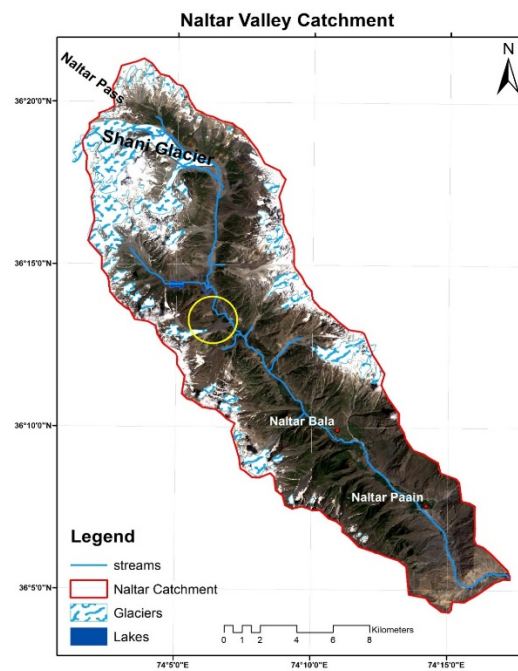 Naltar Valley Catchment
N
36°20'0"N
Naltar Pass
Shani Glacier
36°15'0"N
36°10'0"N
Naltar Bala
Naltar Paain
36°5'0"N
Legend
streams
Naltar Catchment
Glaciers
Lakes
Kilometers
0 1 2 4 6 8
74°5'0"E 74°10'0"E 74°15'0"E